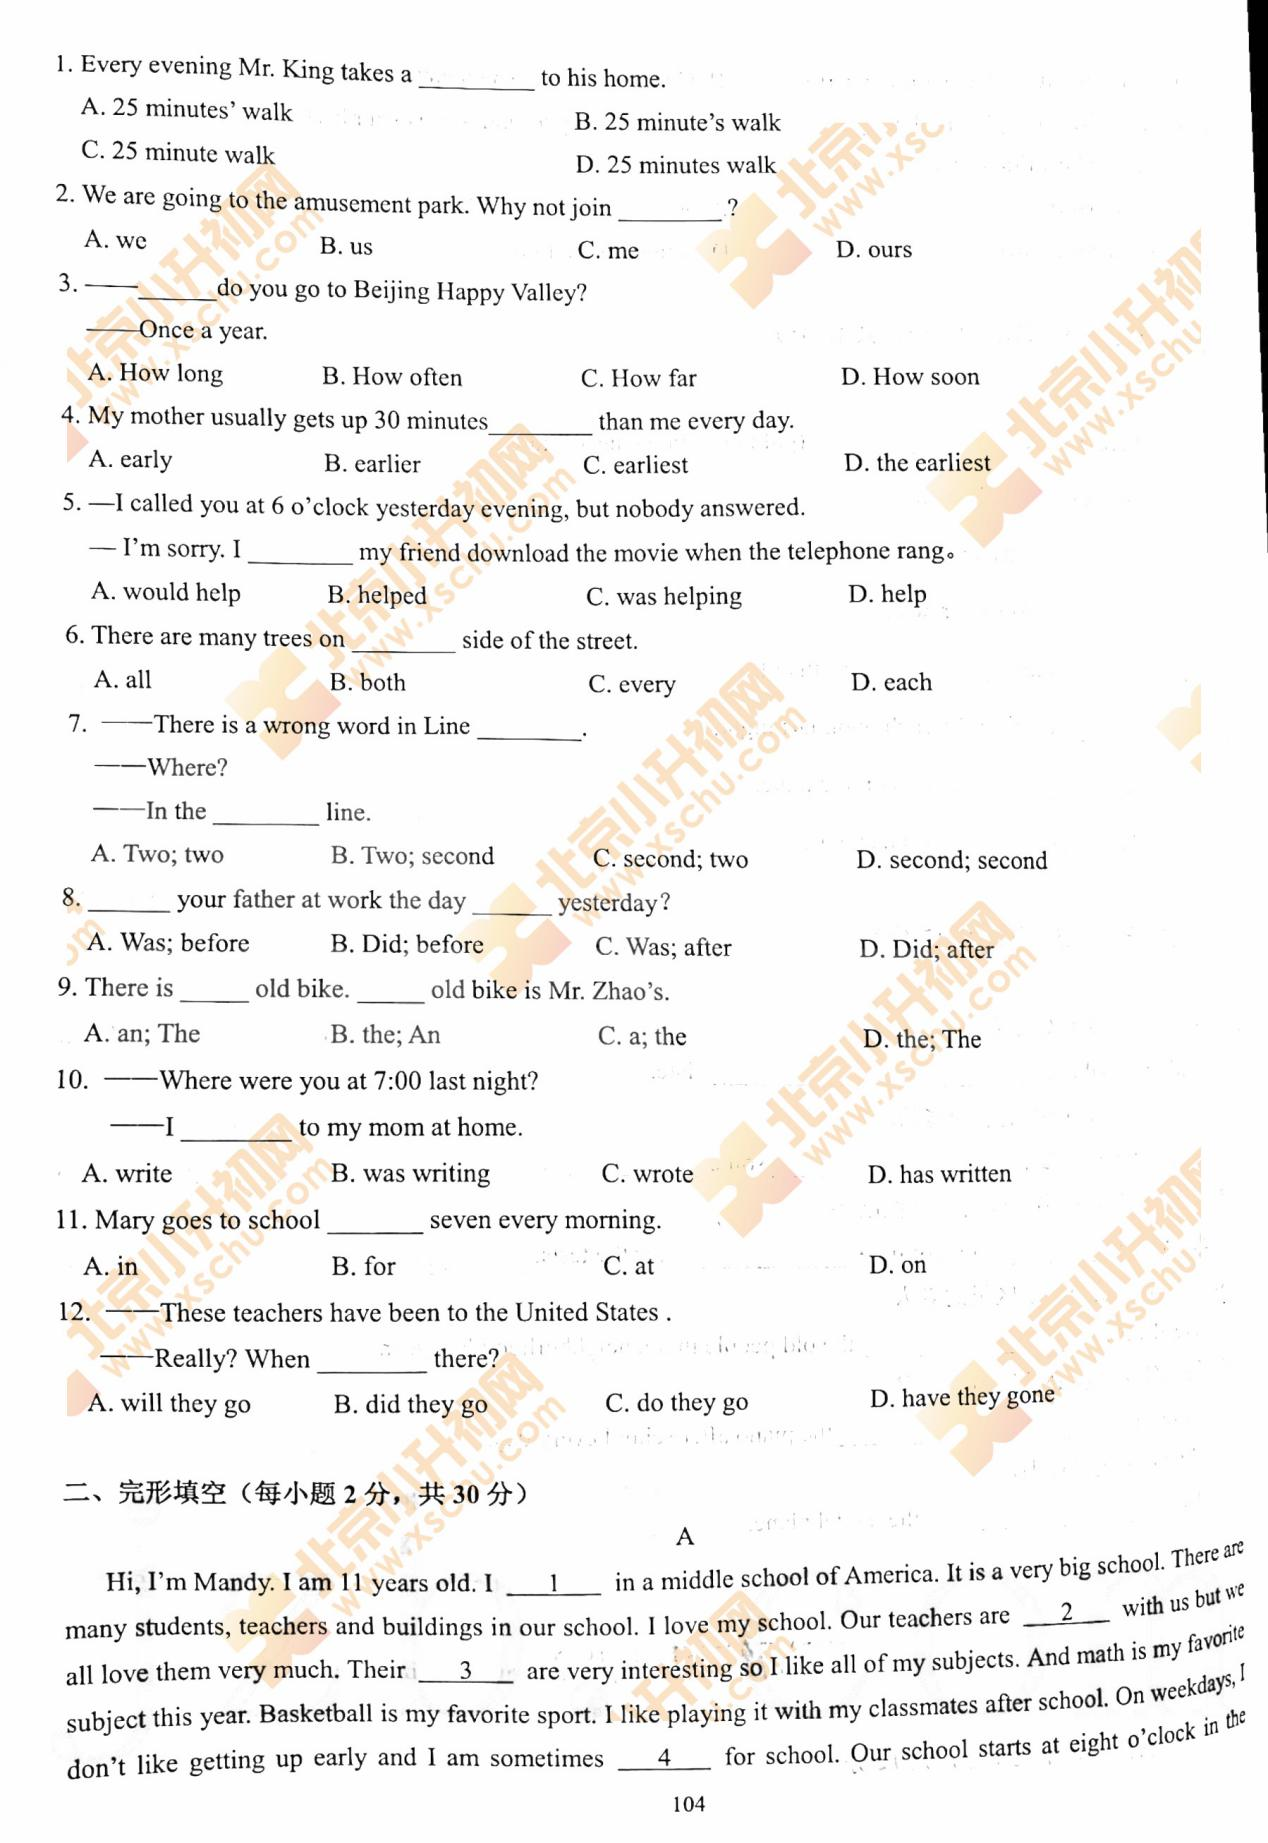 1. Every evening Mr. King takes a ________ to his home.
A. 25 minutes’ walk B. 25 minute’s walk
C. 25 minute walk D. 25 minutes walk
2. We are going to the amusement park. Why not join ________ ?
A. we B. us C. me D. ours
3. ——______do you go to Beijing Happy Valley?
——Once a year.
A. How long B. How often C. How far D. How soon
4. My mother usually gets up 30 minutes________ than me every day.
A. early B. earlier C. earliest D. the earliest
5. —I called you at 6 o’clock yesterday evening, but nobody answered.
— I’m sorry. I ________ my friend download the movie when the telephone rang。
A. would help B. helped C. was helping D. help
6. There are many trees on ________ side of the street.
A. all B. both C. every D. each
7. ——There is a wrong word in Line ________.
——Where?
——In the ________ line.
A. Two; two B. Two; second C. second; two D. second; second
8. ______ your father at work the day ______ yesterday?
A. Was; before B. Did; before C. Was; after D. Did; after
9. There is _____ old bike. _____ old bike is Mr. Zhao’s.
A. an; The B. the; An C. a; the D. the; The
10. ——Where were you at 7:00 last night?
——I ________ to my mom at home.
A. write B. was writing C. wrote D. has written
11. Mary goes to school _______ seven every morning.
A. in B. for C. at D. on
12. ——These teachers have been to the United States .
——Really? When ________ there?
A. will they go B. did they go C. do they go D. have they gone
二、完形填空（每小题 2 分，共 30 分）
A
Hi, I’m Mandy. I am 11 years old. I ___1___ in a middle school of America. It is a very big school. There are
many students, teachers and buildings in our school. I love my school. Our teachers are ___2___ with us but we
all love them very much. Their ___3___ are very interesting so I like all of my subjects. And math is my favorite
subject this year. Basketball is my favorite sport. I like playing it with my classmates after school. On weekdays, I
don’t like getting up early and I am sometimes ___4___ for school. Our school starts at eight o’clock in the
104
北京小升初网
www.xschu.com